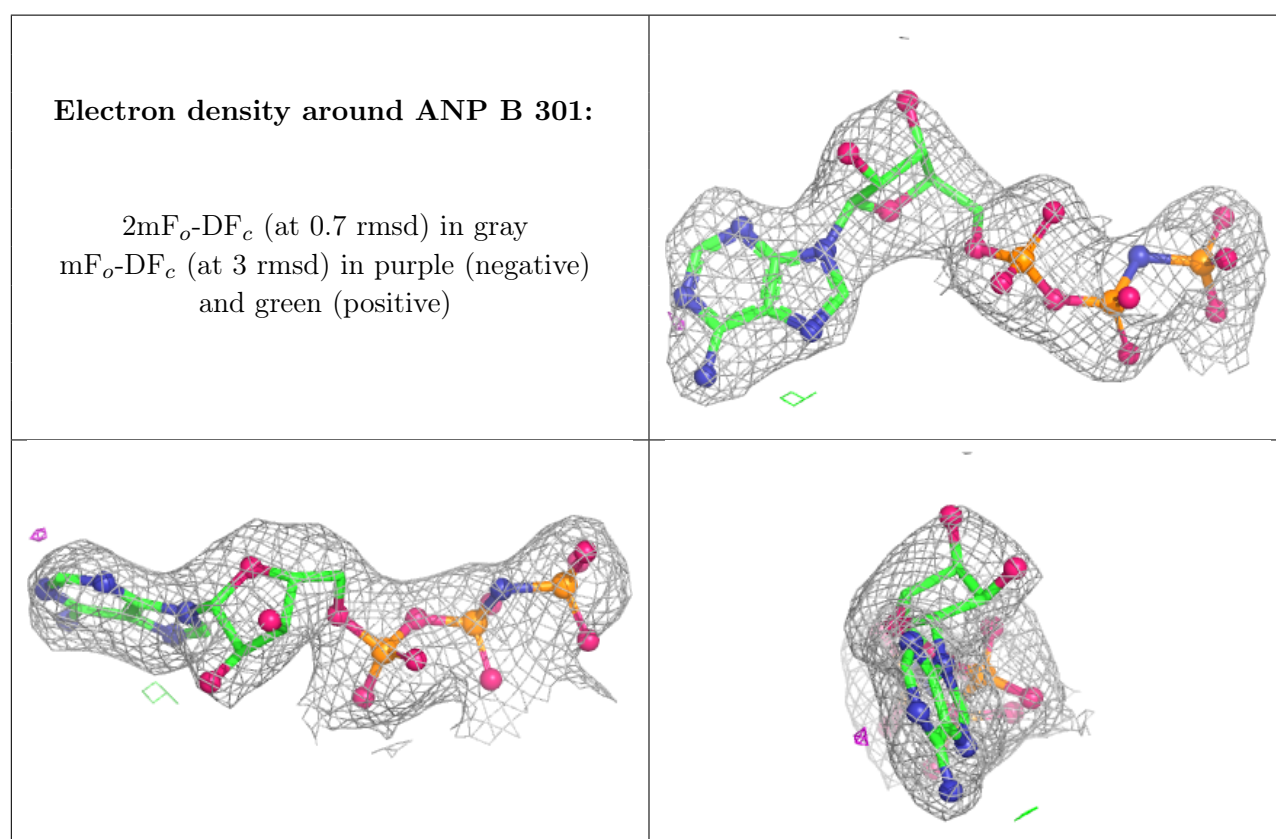 Electron density around ANP B 301:
2mFo-DFc (at 0.7 rmsd) in gray
mFo-DFc (at 3 rmsd) in purple (negative)
and green (positive)